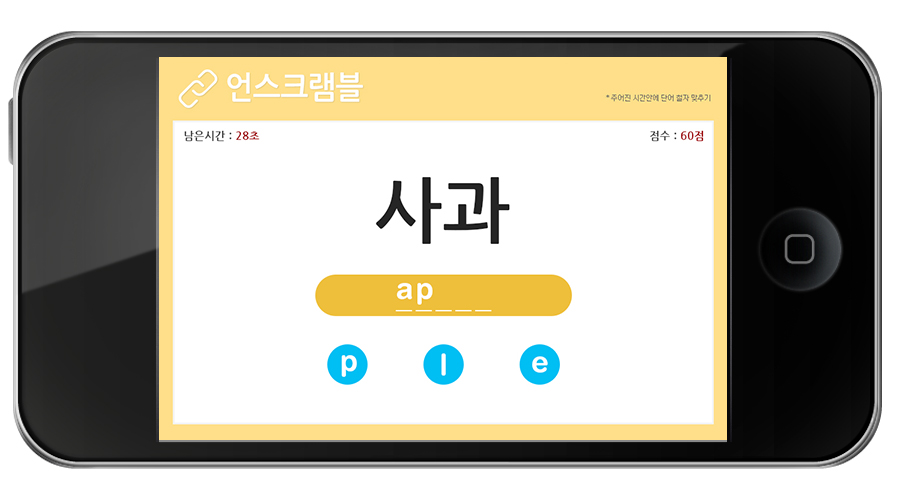 언스크램블
* 주어진 시간안에 단어 철자 맞추기
남은시간 : 28초
점수 : 60점
사과
ap
p l e